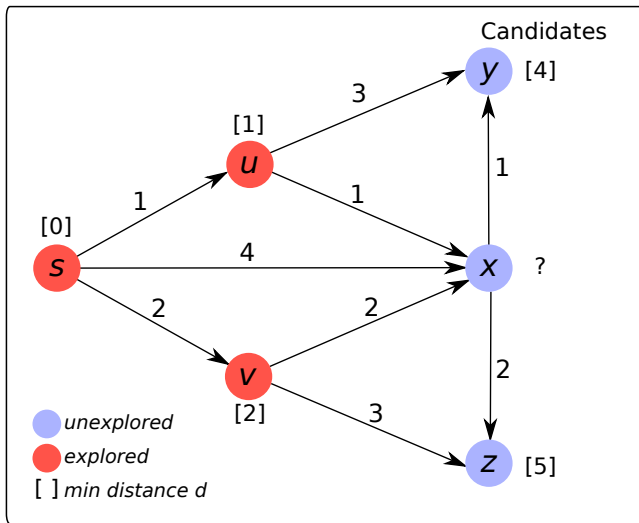 Candidates
y [4]
3
[1]
u
1
1
1
[0]
s
4
x ?
2
2
2
v
[2]
3
z [5]
unexplored
explored
[ ] min distance d